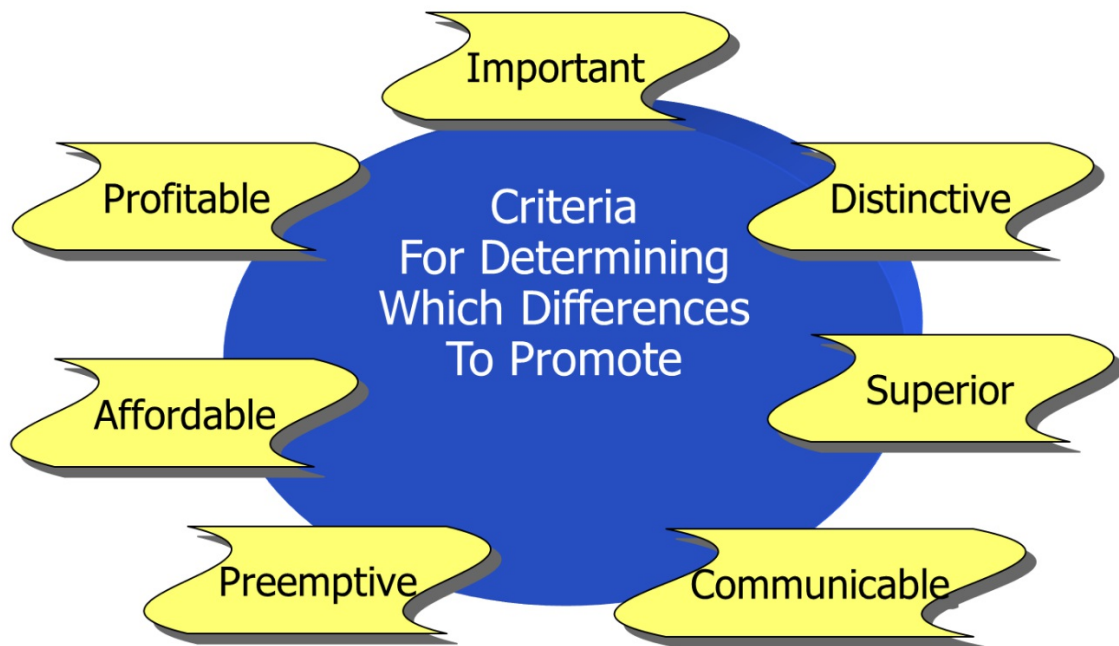 Important
Profitable
Distinctive
Criteria
For Determining
Which Differences
To Promote
Affordable
Superior
Preemptive
Communicable